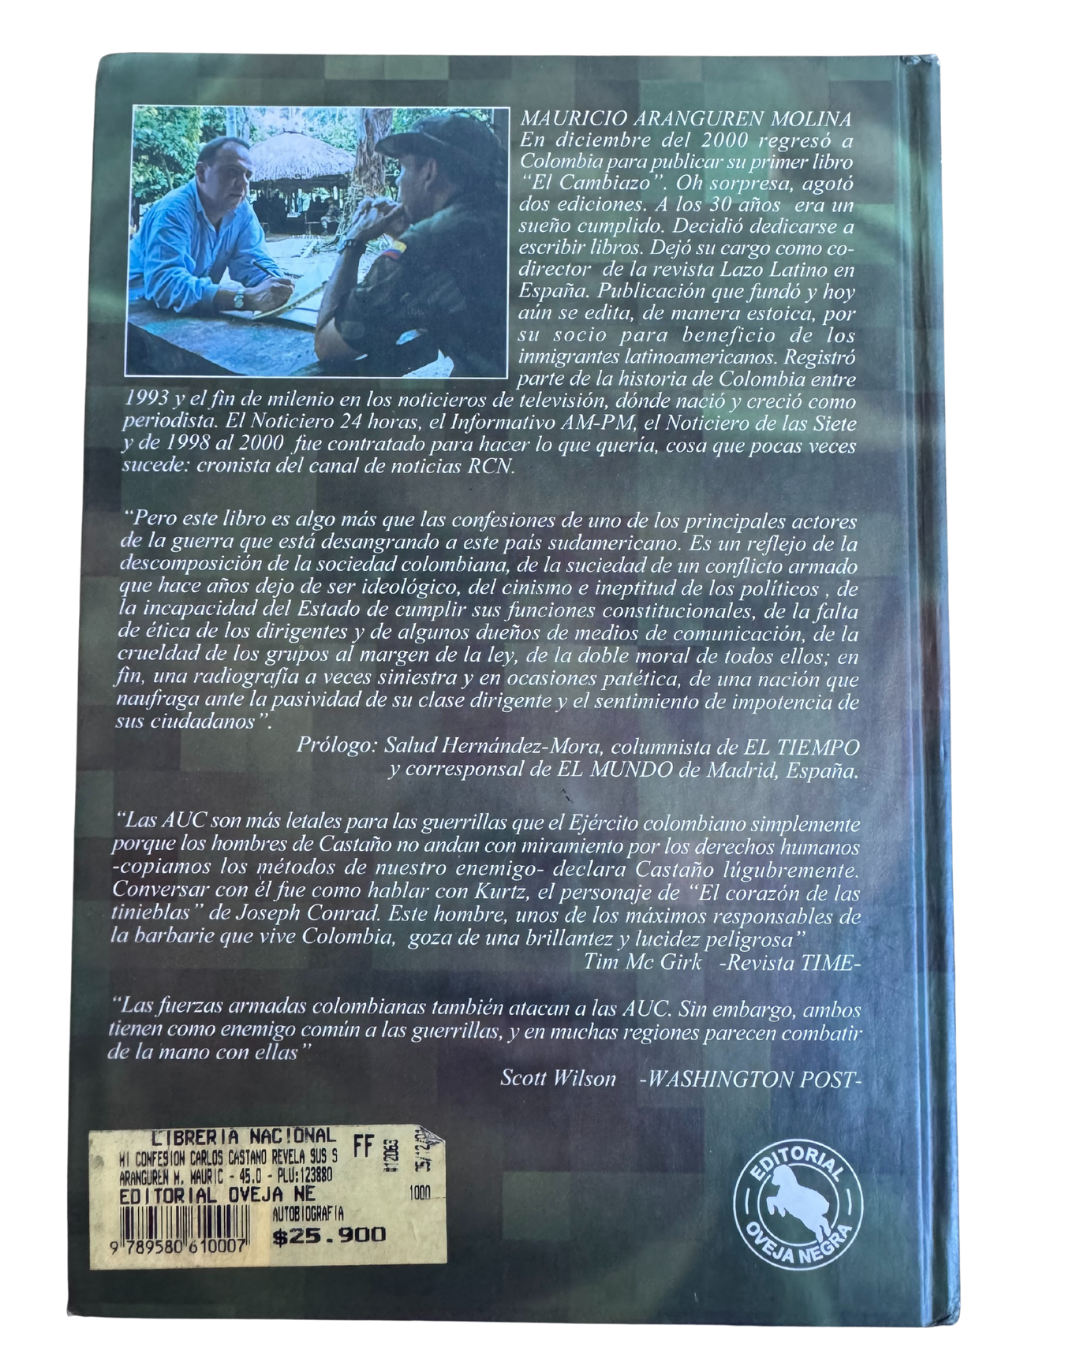 MAURICIO ARANGUREN MOLINA
En diciembre del 2000 regresó a
Colombia para publicar su primer libro
“El Cambiazo”. Oh sorpresa, agotó
dos ediciones. A los 30 años era un
sueño cumplido. Decidió dedicarse a
escribir libros. Dejó su cargo como co-
director de la revista Lazo Latino en
España. Publicación que fundó y hoy
aún se edita, de manera estoica, por
su socio para beneficio de los
inmigrantes latinoamericanos. Registró
parte de la historia de Colombia entre
1993 y el fin de milenio en los noticieros de televisión, dónde nació y creció como
periodista. El Noticiero 24 horas, el Informativo AM-PM, el Noticiero de las Siete
y de 1998 al 2000 fue contratado para hacer lo que quería, cosa que pocas veces
sucede: cronista del canal de noticias RCN.
“Pero este libro es algo más que las confesiones de uno de los principales actores
de la guerra que está desangrando a este país sudamericano. Es un reflejo de la
descomposición de la sociedad colombiana, de la suciedad de un conflicto armado
que hace años dejo de ser ideológico, del cinismo e ineptitud de los políticos , de
la incapacidad del Estado de cumplir sus funciones constitucionales, de la falta
de ética de los dirigentes y de algunos dueños de medios de comunicación, de la
crueldad de los grupos al margen de la ley, de la doble moral de todos ellos; en
fin, una radiografía a veces siniestra y en ocasiones patética, de una nación que
naufraga ante la pasividad de su clase dirigente y el sentimiento de impotencia de
sus ciudadanos”.
Prólogo: Salud Hernández-Mora, columnista de EL TIEMPO
y corresponsal de EL MUNDO de Madrid, España.
“Las AUC son más letales para las guerrillas que el Ejército colombiano simplemente
porque los hombres de Castaño no andan con miramiento por los derechos humanos
-copiamos los métodos de nuestro enemigo- declara Castaño lúgubremente.
Conversar con él fue como hablar con Kurtz, el personaje de “El corazón de las
tinieblas” de Joseph Conrad. Este hombre, unos de los máximos responsables de
la barbarie que vive Colombia, goza de una brillantez y lucidez peligrosa”
Tim Mc Girk -Revista TIME-
“Las fuerzas armadas colombianas también atacan a las AUC. Sin embargo, ambos
tienen como enemigo común a las guerrillas, y en muchas regiones parecen combatir
de la mano con ellas”
Scott Wilson -WASHINGTON POST-
LIBRERIA NACIONAL FF
MI CONFESION CARLOS CASTANO REVELA SUS S
ARANGUREN M. MAURIC - 45.0 - PLU:123880
EDITORIAL OVEJA NE 1000
AUTOBIOGRAFIA
$25.900
9 789580 610007
#12063
EDITORIAL
OVEJA NEGRA